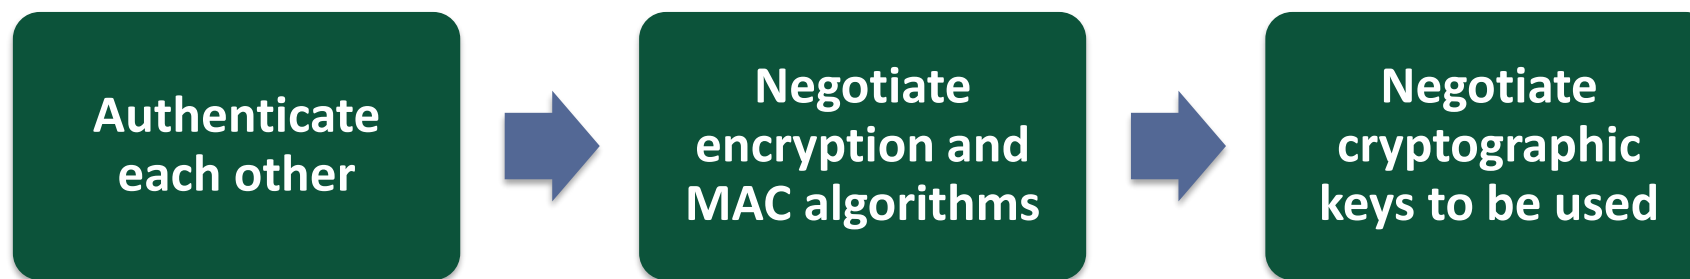 Authenticate
each other
Negotiate
encryption and
MAC algorithms
Negotiate
cryptographic
keys to be used